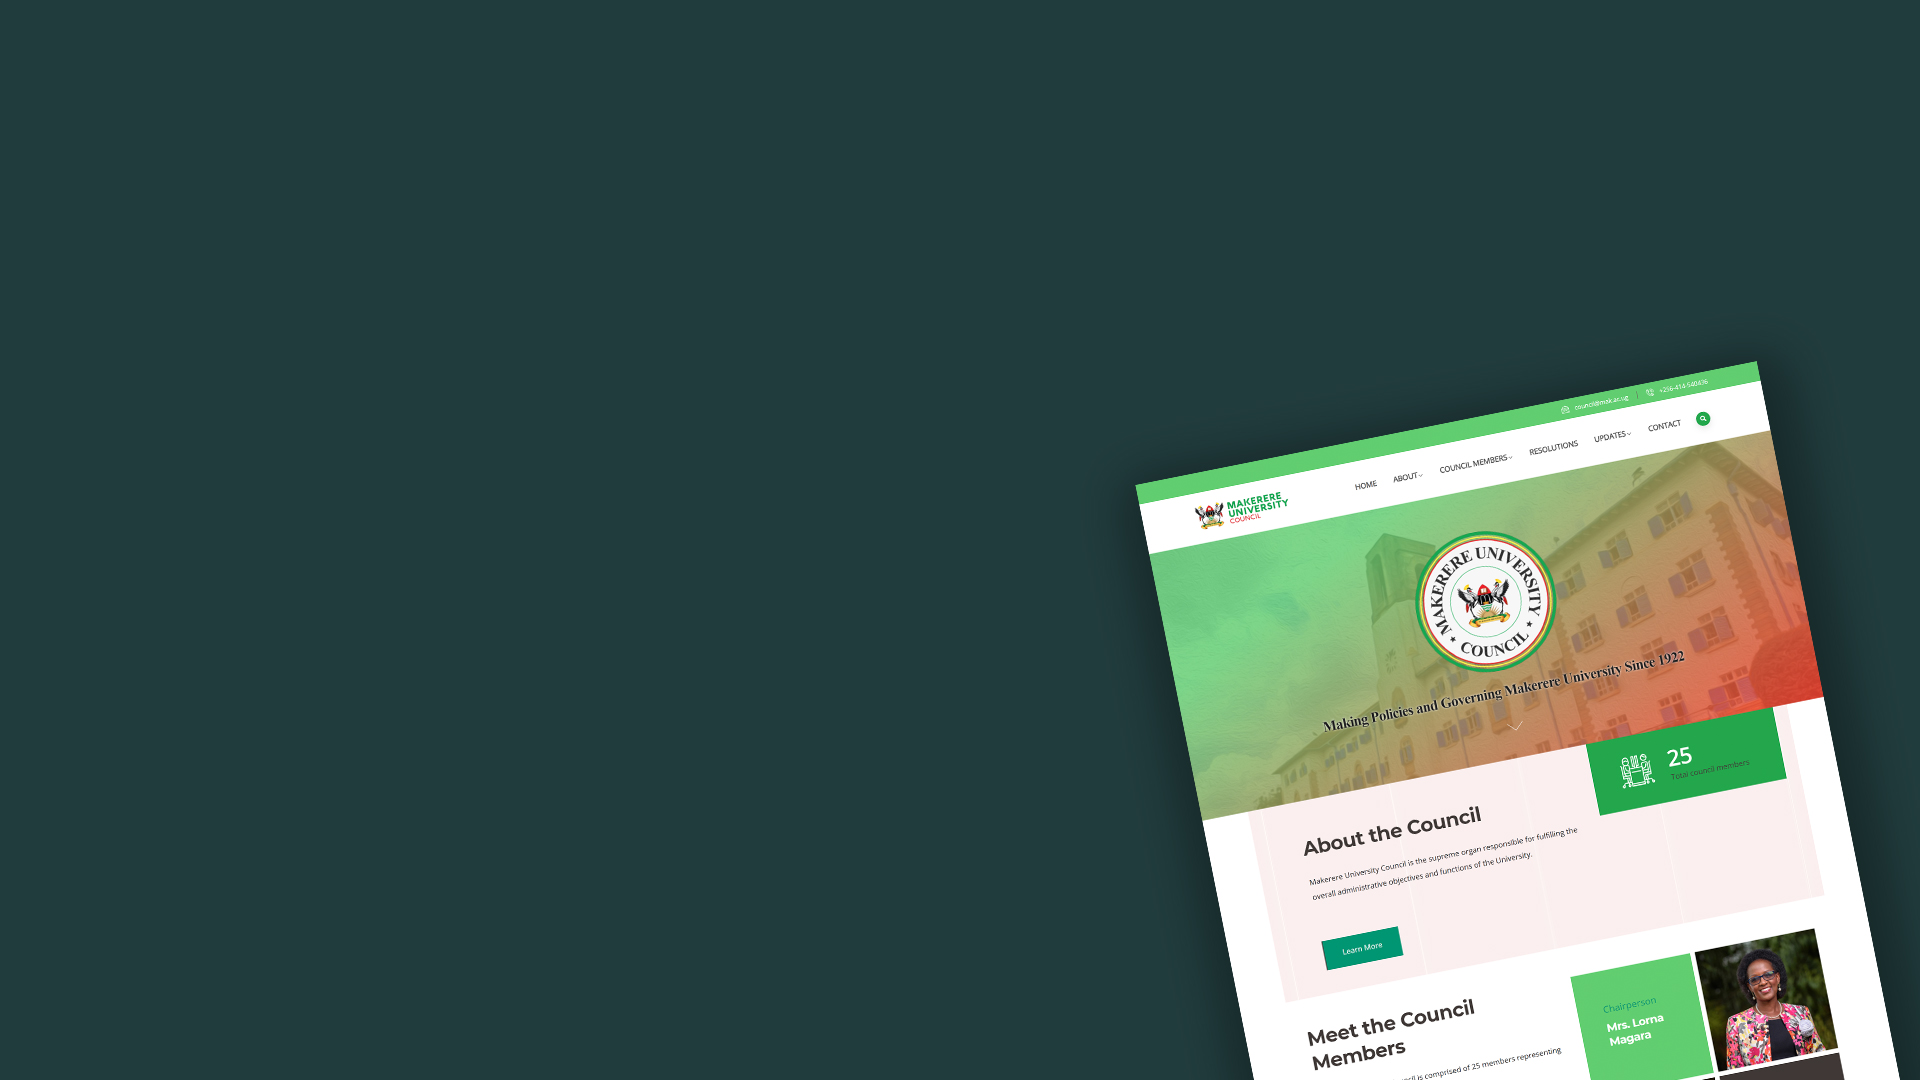 council@mak.ac.ug
+256-414-540436
MAKERERE
UNIVERSITY
COUNCIL
HOME
ABOUT
COUNCIL MEMBERS
RESOLUTIONS
UPDATES
CONTACT
MAKERERE UNIVERSITY
COUNCIL
Making Policies and Governing Makerere University Since 1922
25
Total council members
About the Council
Makerere University Council is the supreme organ responsible for fulfilling the
overall administrative objectives and functions of the University.
Learn More
Meet the Council
Members
is comprised of 25 members representing
Chairperson
Mrs. Lorna
Magara